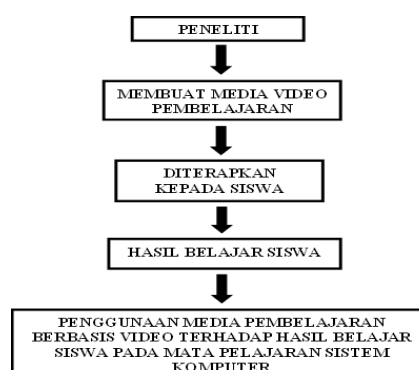 PENELITI
MEMBUAT MEDIA VIDEO
PEMBELAJARAN
DITERAPKAN
KEPADA SISWA
HASIL BELAJAR SISWA
PENGGUNAAN MEDIA PEMBELAJARAN
BERBASIS VIDEO TERHADAP HASIL BELAJAR
SISWA PADA MATA PELAJARAN SISTEM
KOMPUTER